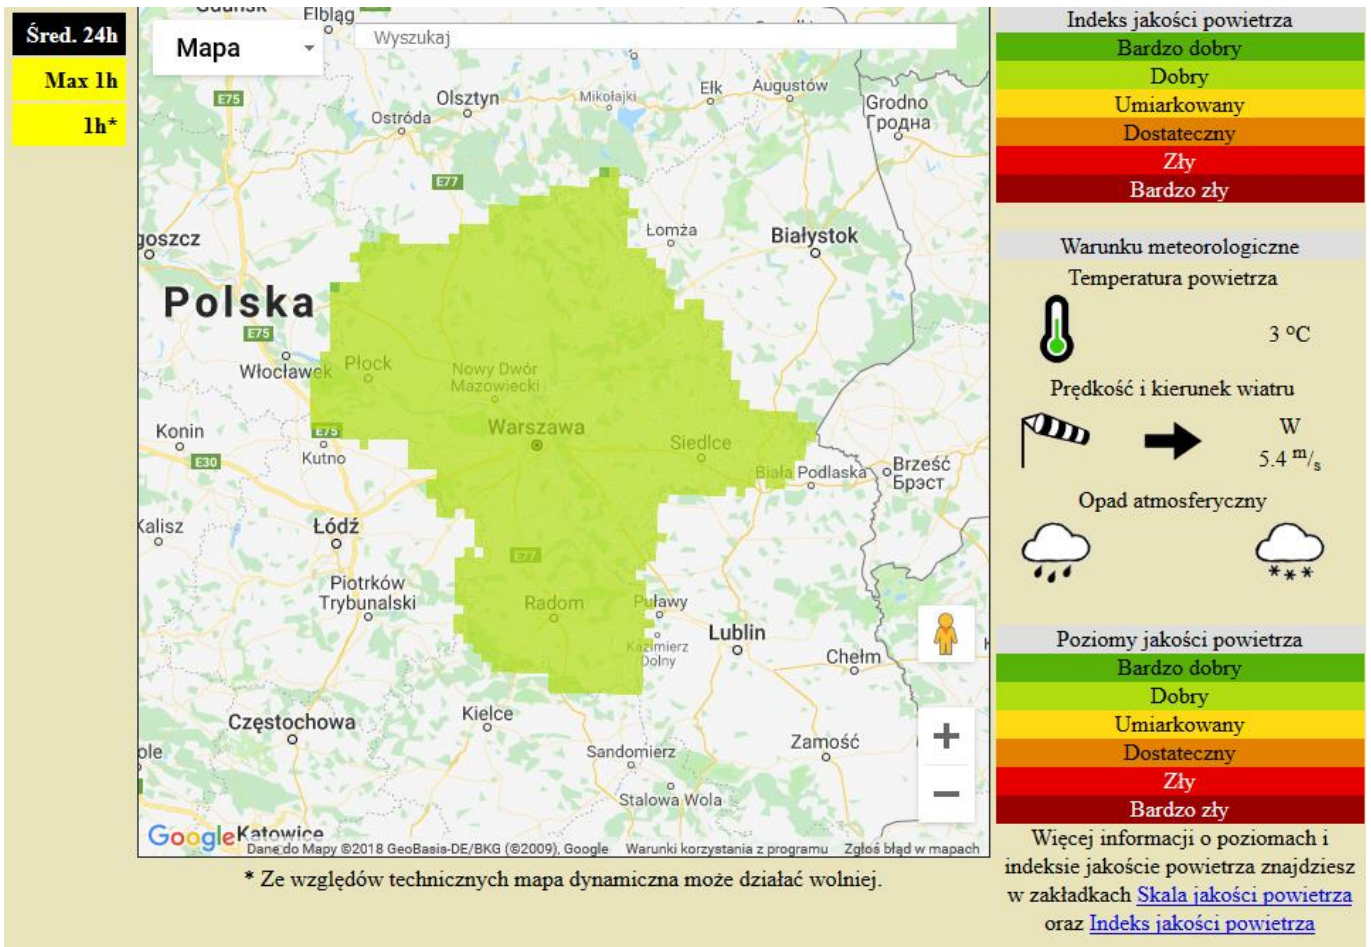 Śred. 24h
Max 1h
1h*
Mapa
Wyszukaj
Gdańsk
Elbląg
E75
Olsztyn
Ostróda
Mikołajki
Ełk
Augustów
Grodno
Гродна
E77
goszcz
Łomża
Białystok
Polska
E75
Włocławek
Płock
Nowy Dwór
Mazowiecki
Konin
E75
Warszawa
Siedlce
E30
Kutno
Biała Podlaska
Brześć
Брэст
Kalisz
Łódź
E77
Piotrków
Trybunalski
Radom
Puławy
Kazimierz
Dolny
Lublin
Chełm
Częstochowa
Kielce
ole
Sandomierz
Zamość
Stalowa Wola
+
−
Google
Katowice
Dane do Mapy ©2018 GeoBasis-DE/BKG (©2009), Google Warunki korzystania z programu Zgłoś błąd w mapach
* Ze względów technicznych mapa dynamiczna może działać wolniej.
Indeks jakości powietrza
Bardzo dobry
Dobry
Umiarkowany
Dostateczny
Zły
Bardzo zły
Warunku meteorologiczne
Temperatura powietrza
3 °C
Prędkość i kierunek wiatru
W
5.4 m/s
Opad atmosferyczny
Poziomy jakości powietrza
Bardzo dobry
Dobry
Umiarkowany
Dostateczny
Zły
Bardzo zły
Więcej informacji o poziomach i
indeksie jakoście powietrza znajdziesz
w zakładkach Skala jakości powietrza
oraz Indeks jakości powietrza